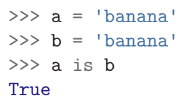 >>> a = 'banana'
>>> b = 'banana'
>>> a is b
True